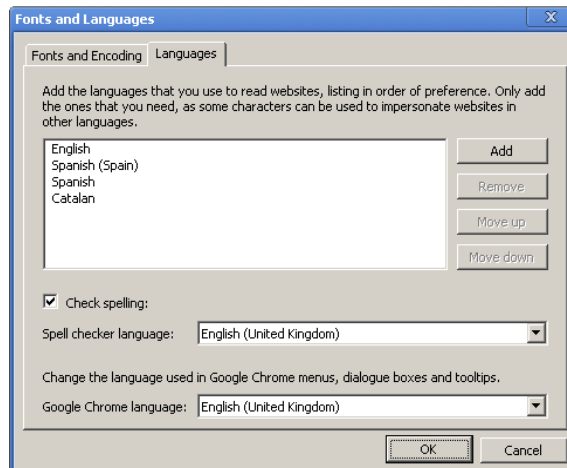 Fonts and Languages
Fonts and Encoding
Languages
Add the languages that you use to read websites, listing in order of preference. Only add
the ones that you need, as some characters can be used to impersonate websites in
other languages.
English
Spanish (Spain)
Spanish
Catalan
Add
Remove
Move up
Move down
Check spelling:
Spell checker language: English (United Kingdom)
Change the language used in Google Chrome menus, dialogue boxes and tooltips.
Google Chrome language: English (United Kingdom)
OK Cancel